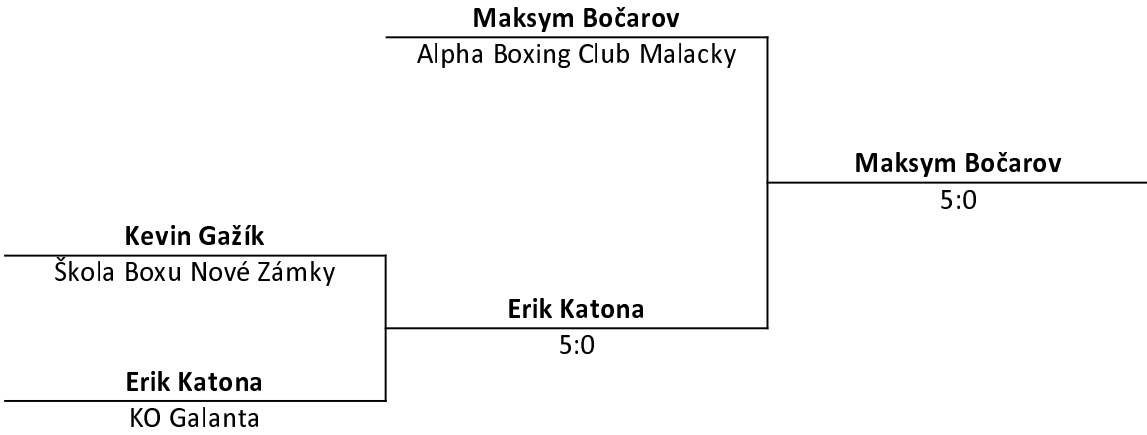 Maksym Bočarov
Alpha Boxing Club Malacky
Maksym Bočarov
5:0
Kevin Gažík
Škola Boxu Nové Zámky
Erik Katona
5:0
Erik Katona
KO Galanta